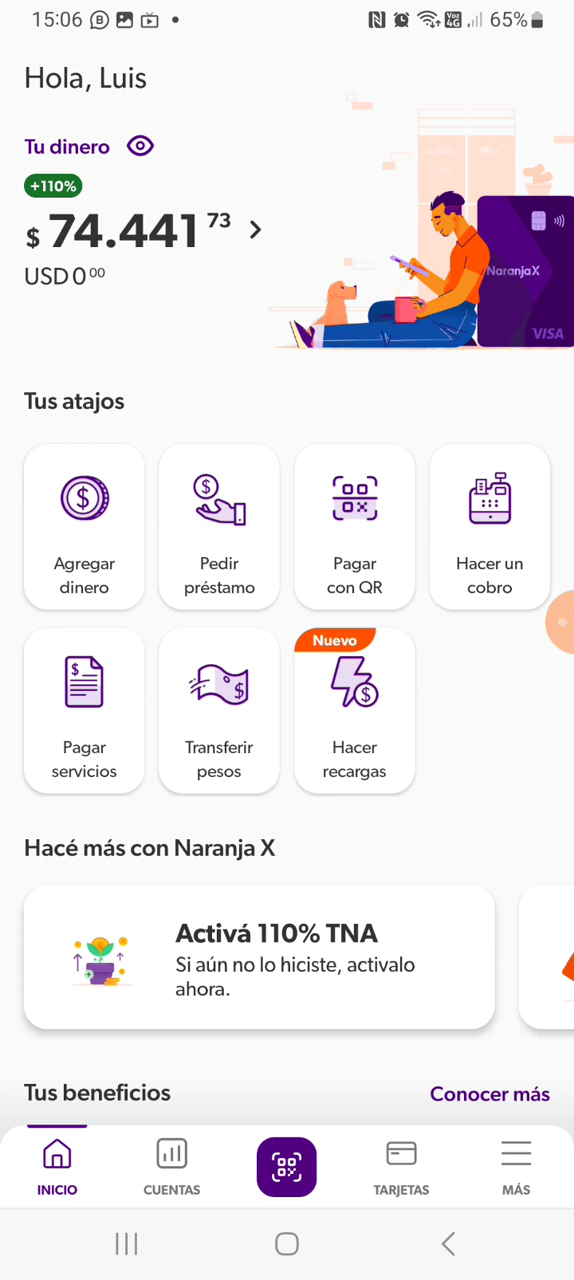 15:06 65%
Hola, Luis
Tu dinero
+110%
$ 74.441 73
USD 0 00
NaranjaX
VISA
Tus atajos
Agregar dinero
Pedir préstamo
Pagar con QR
Hacer un cobro
Pagar servicios
Transferir pesos
Nuevo
Hacer recargas
Hacé más con Naranja X
Activá 110% TNA
Si aún no lo hiciste, activalo
ahora.
Tus beneficios Conocer más
INICIO CUENTAS TARJETAS MÁS